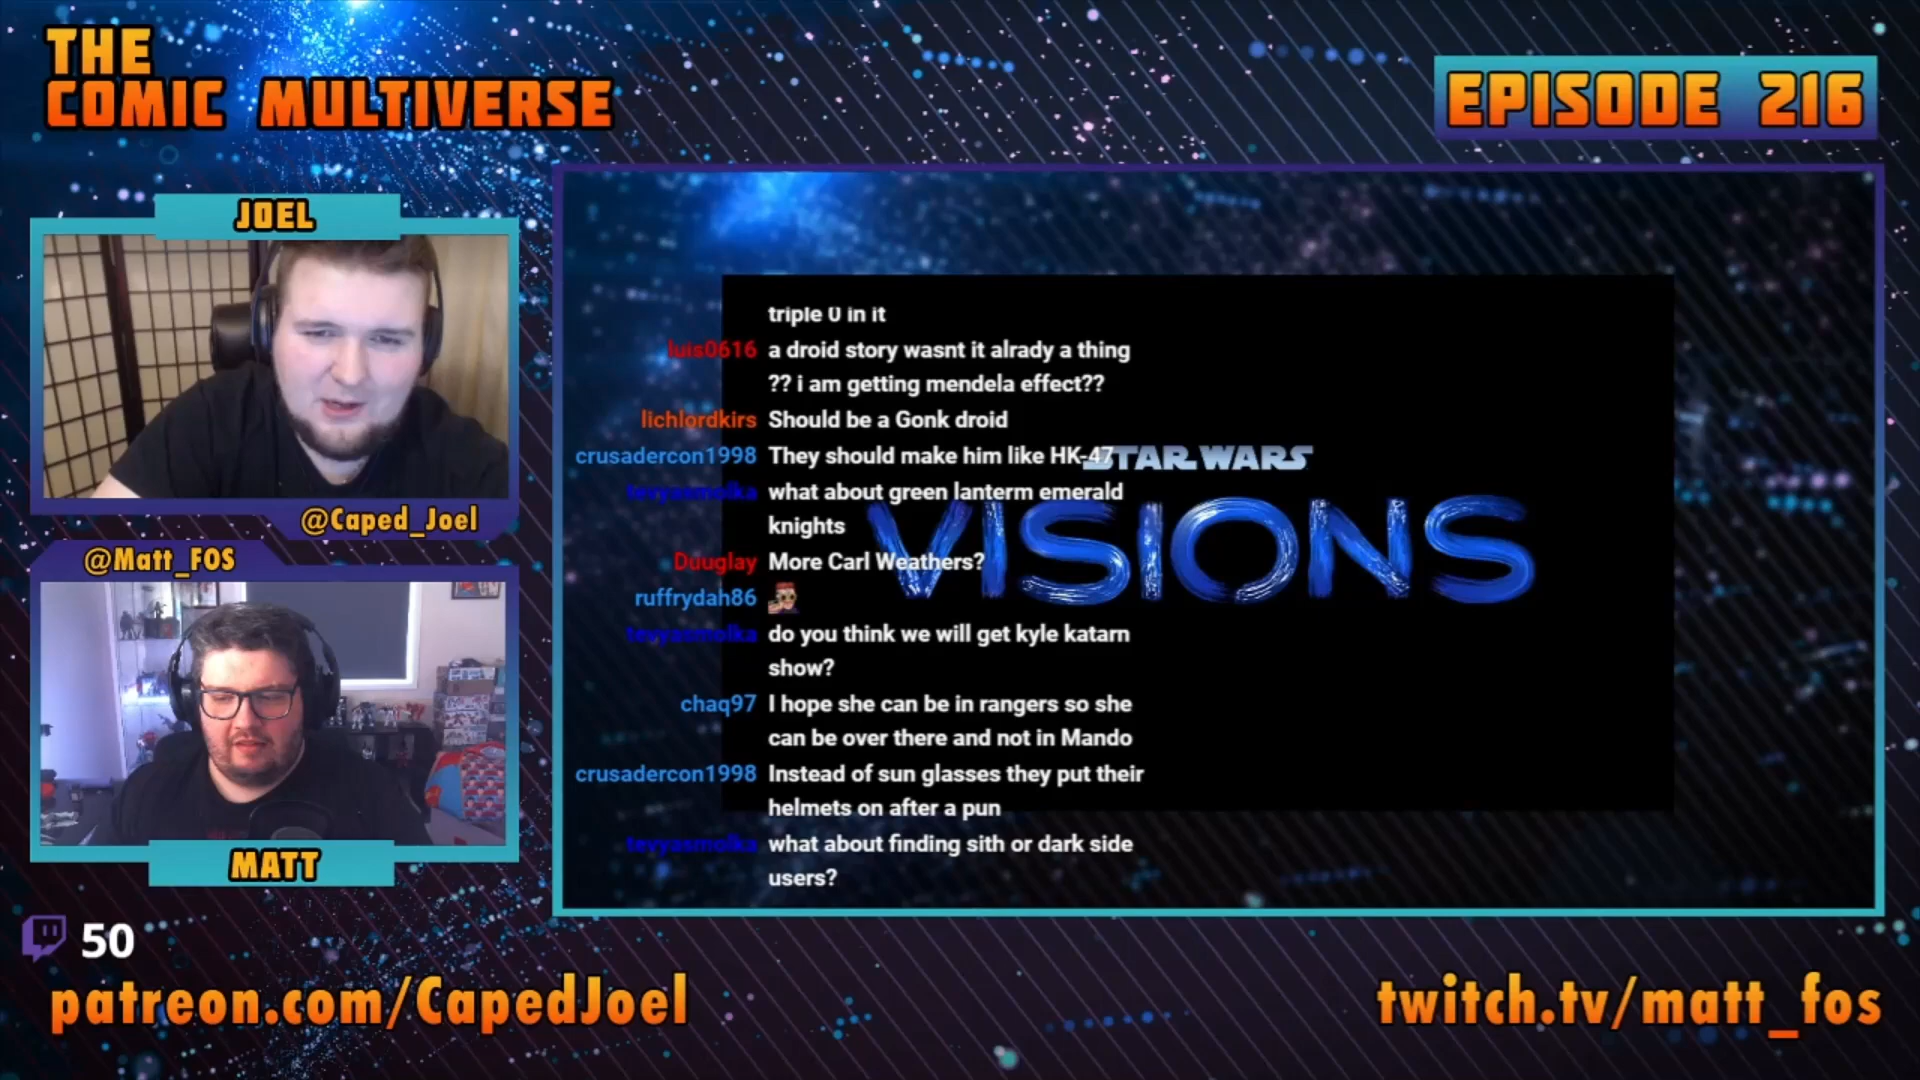 THE
COMIC MULTIVERSE
EPISODE 216
JOEL
@Caped_Joel
@Matt_FOS
MATT
triple 0 in it
luis0616 a droid story wasnt it alrady a thing
?? i am getting mendela effect??
lichlordkirs Should be a Gonk droid
crusadercon1998 They should make him like HK-47
tevyasmolka what about green lanterm emerald
knights
Duuglay More Carl Weathers?
ruffrydah86
tevyasmolka do you think we will get kyle katarn
show?
chaq97 I hope she can be in rangers so she
can be over there and not in Mando
crusadercon1998 Instead of sun glasses they put their
helmets on after a pun
tevyasmolka what about finding sith or dark side
users?
STAR WARS
VISIONS
50
patreon.com/CapedJoel
twitch.tv/matt_fos